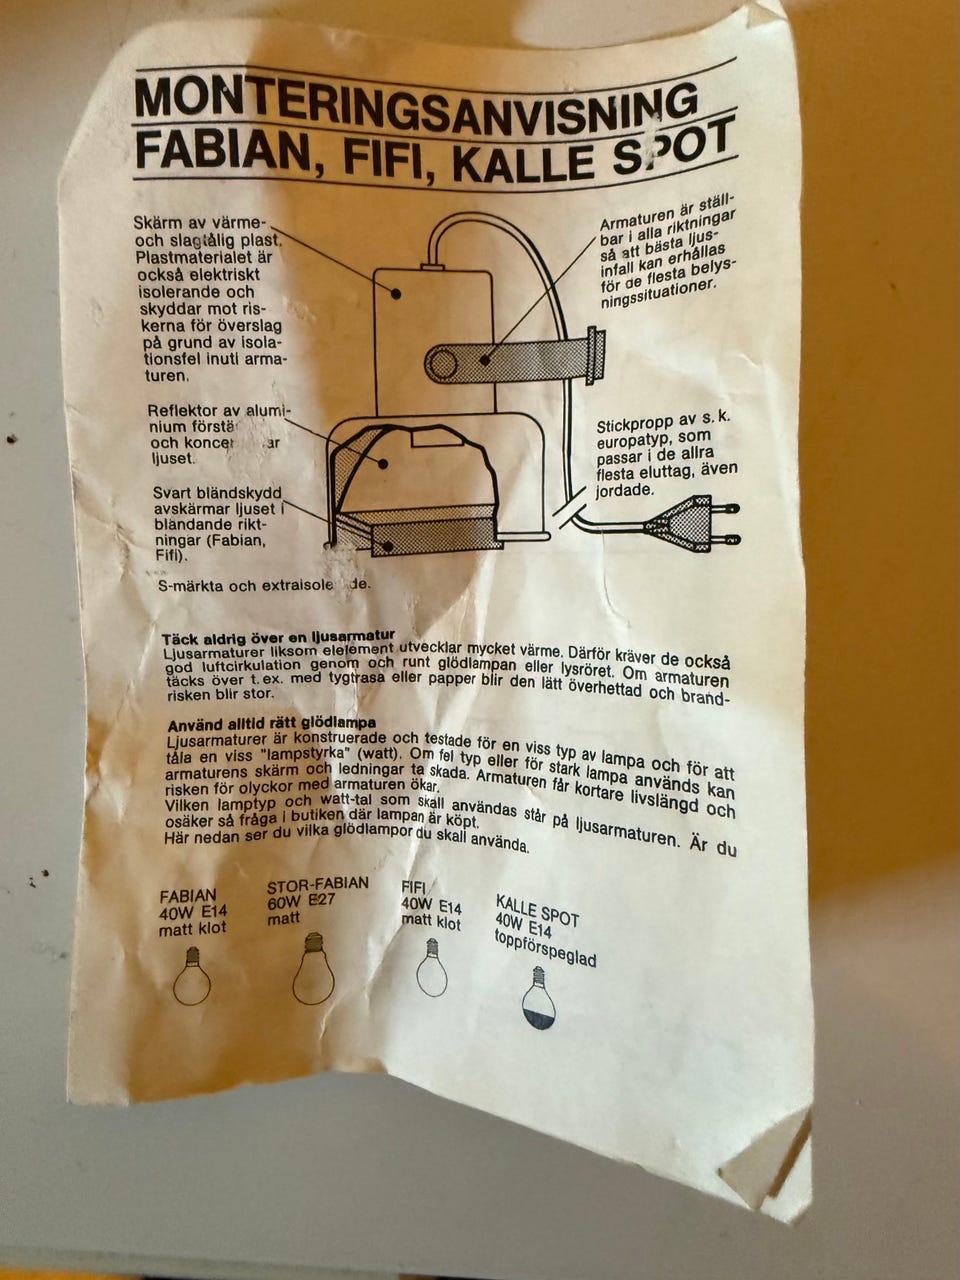 MONTERINGSANVISNING
FABIAN, FIFI, KALLE SPOT
Skärm av värme-
och slagtålig plast.
Plastmaterialet är
också elektriskt
isolerande och
skyddar mot ris-
kerna för överslag
på grund av isola-
tionsfel inuti arma-
turen.
Armaturen är ställ-
bar i alla riktningar
så att bästa ljus-
infall kan erhållas
för de flesta belys-
ningssituationer.
Reflektor av alumi-
nium
och
ljuset.
Stickpropp av s.k.
europatyp, som
passar i de allra
flesta eluttag, även
jordade.
Svart bländskydd
avskärmar ljuset i
bländande rikt-
ningar (Fabian,
Fifi).
S-märkta och
Täck aldrig över en ljusarmatur
Ljusarmaturer liksom elelement utvecklar mycket värme. Därför kräver de också
god luftcirkulation genom och runt glödlampan eller lysröret. Om armaturen
täcks över t.ex. med tygtrasa eller papper blir den lätt överhettad och brand-
risken blir stor.
Använd alltid rätt glödlampa
Ljusarmaturer är konstruerade och testade för en viss typ av lampa och för att
tåla en viss "lampstyrka" (watt). Om fel typ eller för stark lampa används kan
armaturens skärm och ledningar ta skada. Armaturen får kortare livslängd och
risken för olyckor med armaturen ökar.
Vilken lamptyp och watt-tal som skall användas står på ljusarmaturen. Är du
osäker så fråga i butiken där lampan är köpt.
Här nedan ser du vilka glödlampor du skall använda.
FABIAN
40W E14
matt klot
STOR-FABIAN
60W E27
matt
FIFI
40W E14
matt klot
KALLE SPOT
40W E14
toppförspeglad